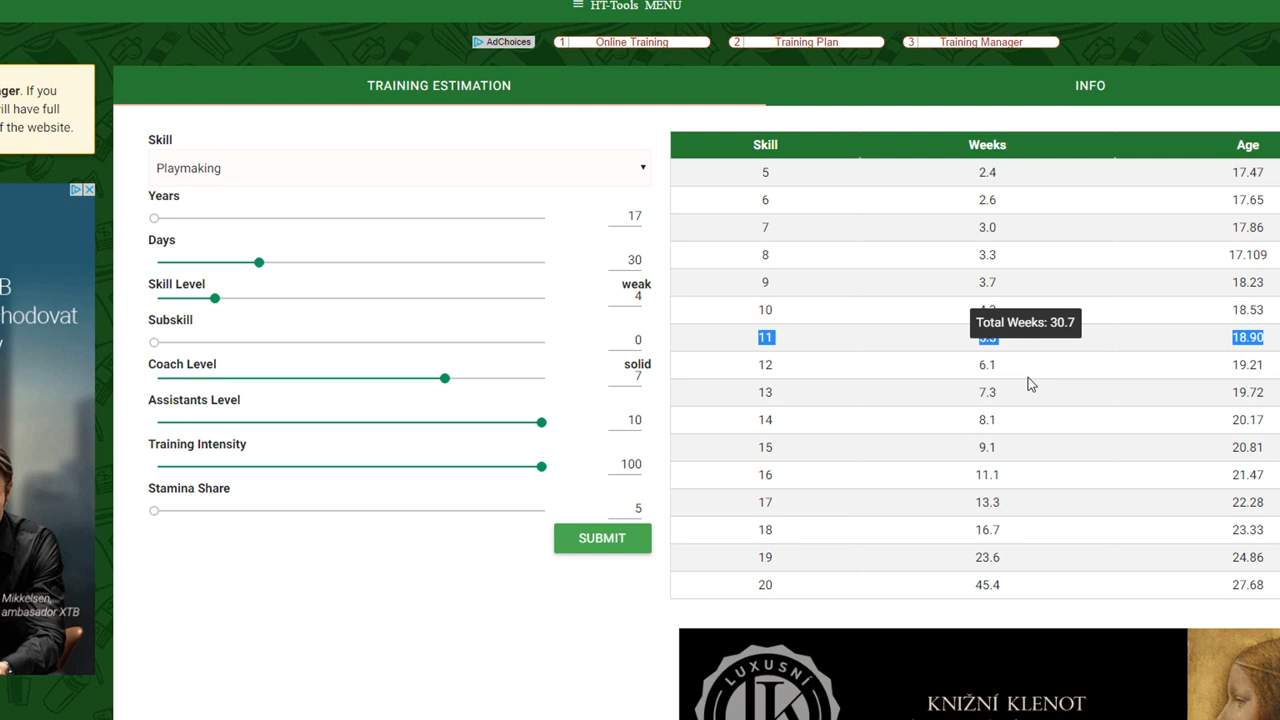 ≡ HT-Tools MENU
AdChoices
1 Online Training
2 Training Plan
3 Training Manager
ger. If you
ill have full
f the website.
TRAINING ESTIMATION
INFO
Skill
Playmaking
Years
17
Days
30
Skill Level
weak
4
Subskill
0
Coach Level
solid
7
Assistants Level
10
Training Intensity
100
Stamina Share
5
SUBMIT
Skill Weeks Age
5 2.4 17.47
6 2.6 17.65
7 3.0 17.86
8 3.3 17.109
9 3.7 18.23
10 18.53
Total Weeks: 30.7
11 18.90
12 6.1 19.21
13 7.3 19.72
14 8.1 20.17
15 9.1 20.81
16 11.1 21.47
17 13.3 22.28
18 16.7 23.33
19 23.6 24.86
20 45.4 27.68
B
hodovat
Mikkelsen,
ambasador XTB
LUXUSNÍ
KNIŽNÍ KLENOT